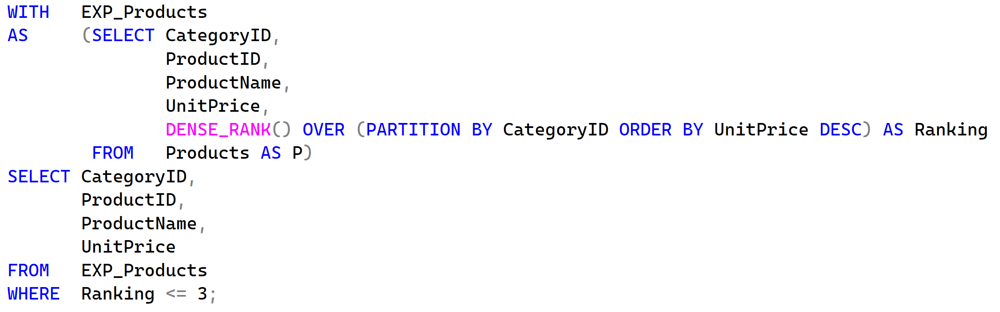 WITH   EXP_Products
AS     (SELECT CategoryID,
               ProductID,
               ProductName,
               UnitPrice,
               DENSE_RANK() OVER (PARTITION BY CategoryID ORDER BY UnitPrice DESC) AS Ranking
        FROM   Products AS P)
SELECT CategoryID,
       ProductID,
       ProductName,
       UnitPrice
FROM   EXP_Products
WHERE  Ranking <= 3;